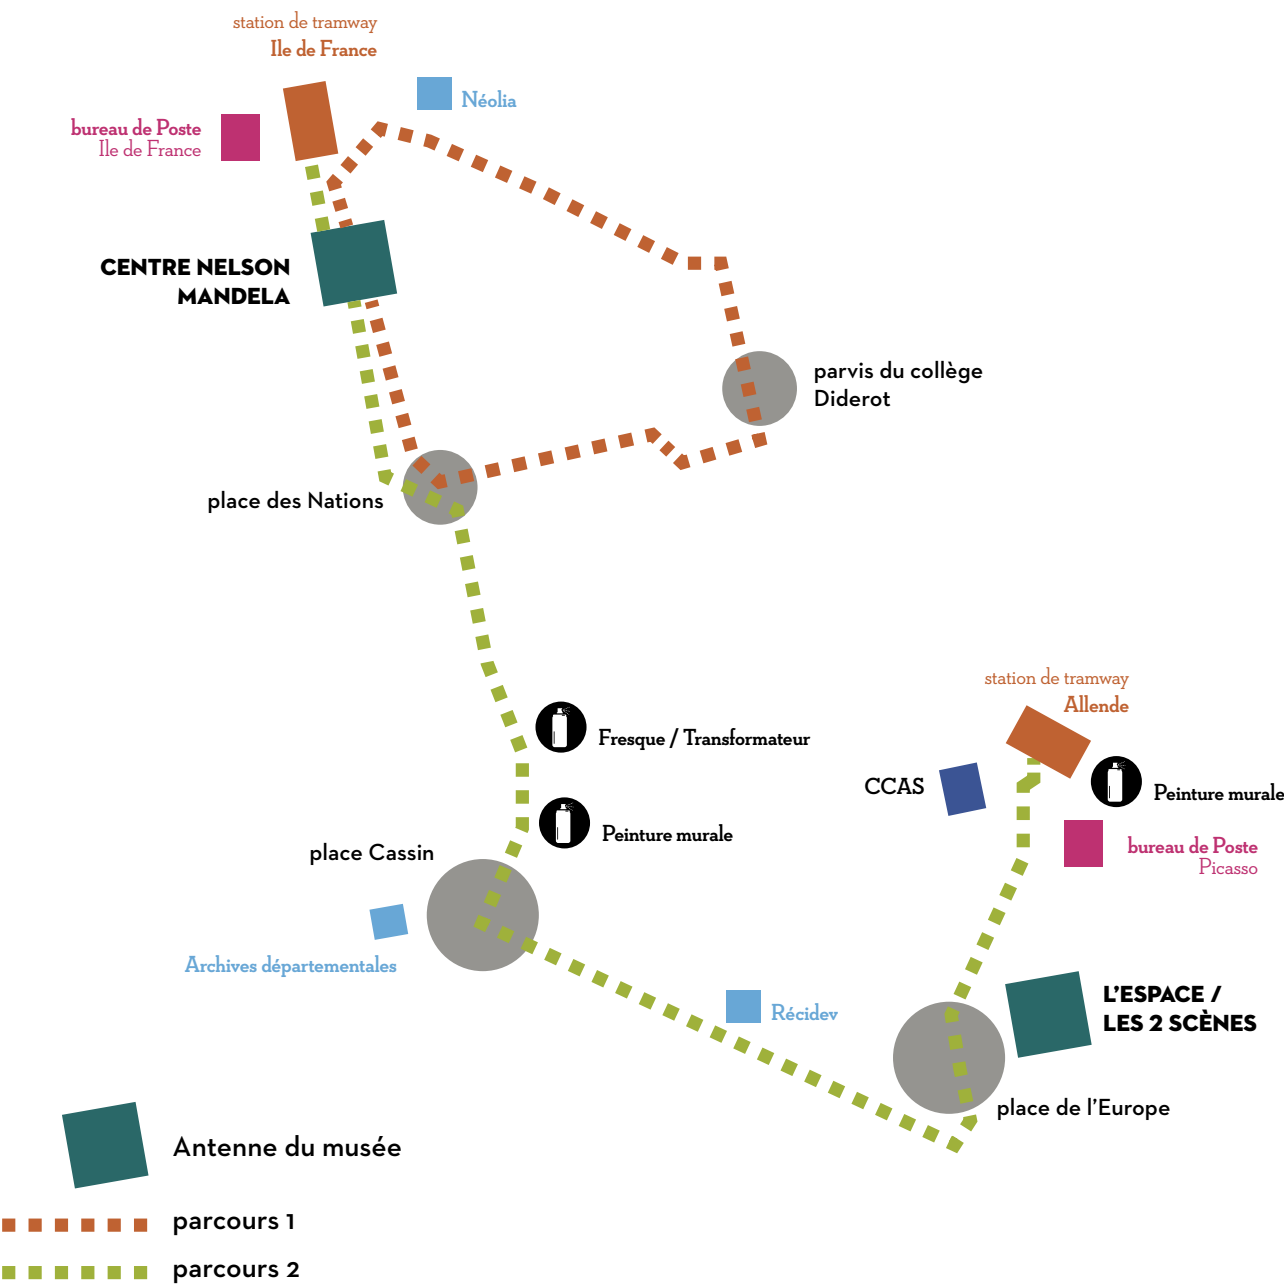 station de tramway
Ile de France
Néolia
bureau de Poste
Ile de France
CENTRE NELSON
MANDELA
parvis du collège
Diderot
place des Nations
station de tramway
Allende
Fresque / Transformateur
CCAS
Peinture murale
Peinture murale
bureau de Poste
Picasso
place Cassin
Archives départementales
Récidev
L'ESPACE /
LES 2 SCÈNES
place de l'Europe
Antenne du musée
parcours 1
parcours 2